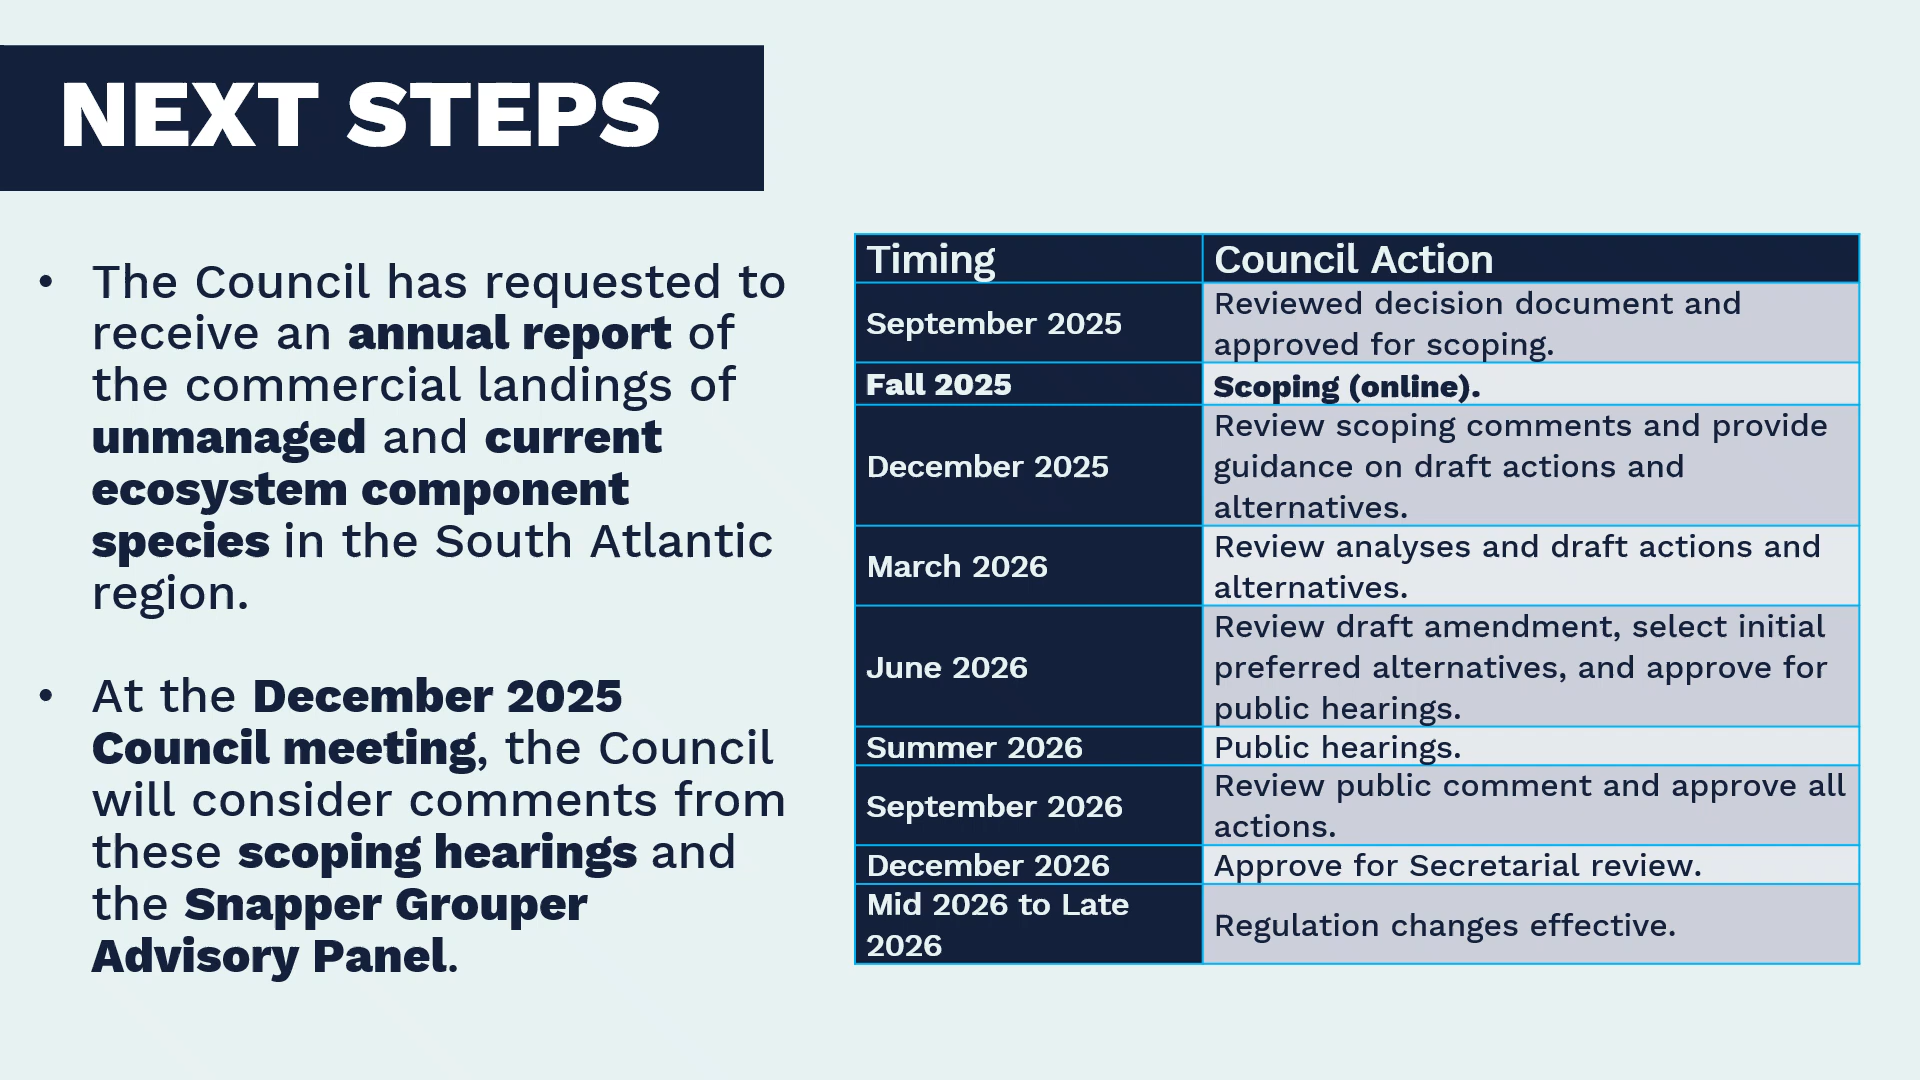 NEXT STEPS
• The Council has requested to
receive an annual report of
the commercial landings of
unmanaged and current
ecosystem component
species in the South Atlantic
region.
• At the December 2025
Council meeting, the Council
will consider comments from
these scoping hearings and
the Snapper Grouper
Advisory Panel.
Timing Council Action
September 2025 Reviewed decision document and
approved for scoping.
Fall 2025 Scoping (online).
December 2025 Review scoping comments and provide
guidance on draft actions and
alternatives.
March 2026 Review analyses and draft actions and
alternatives.
June 2026 Review draft amendment, select initial
preferred alternatives, and approve for
public hearings.
Summer 2026 Public hearings.
September 2026 Review public comment and approve all
actions.
December 2026 Approve for Secretarial review.
Mid 2026 to Late
2026 Regulation changes effective.